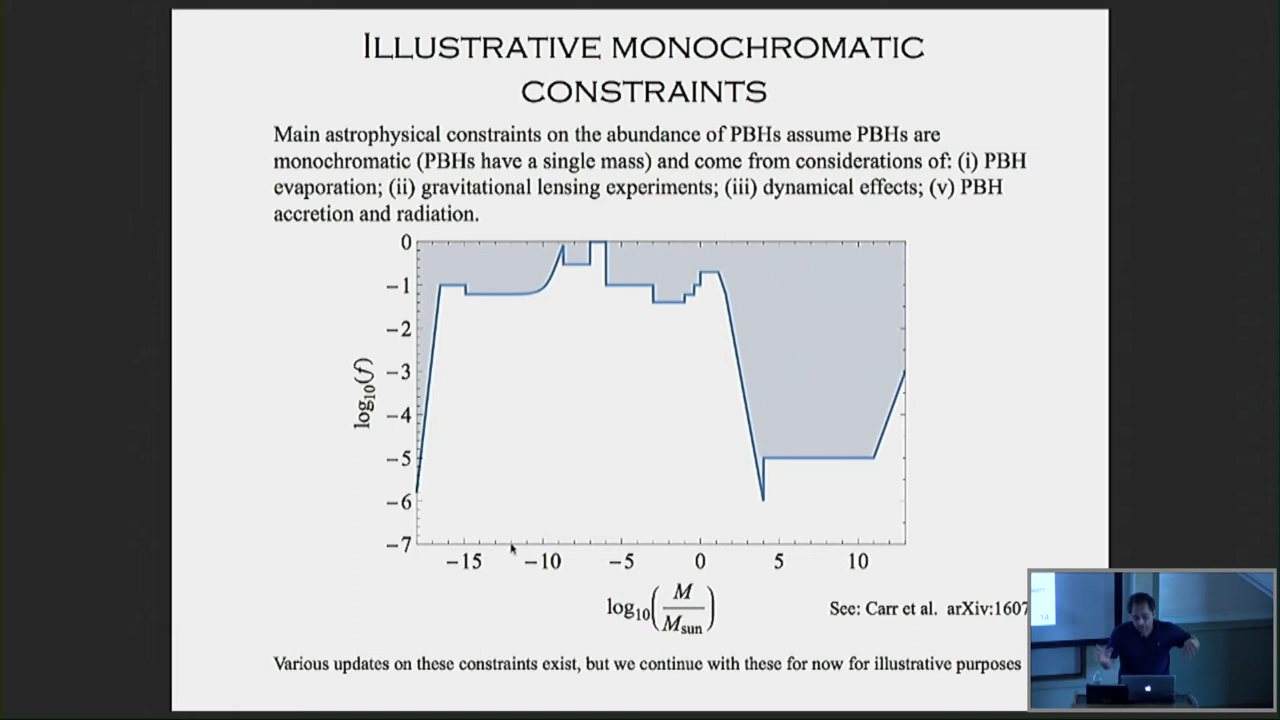 ILLUSTRATIVE MONOCHROMATIC
CONSTRAINTS
Main astrophysical constraints on the abundance of PBHs assume PBHs are
monochromatic (PBHs have a single mass) and come from considerations of: (i) PBH
evaporation; (ii) gravitational lensing experiments; (iii) dynamical effects; (v) PBH
accretion and radiation.
0
−1
−2
−3
−4
−5
−6
−7
log10(f)
−15 −10 −5 0 5 10
log10(M/Msun)
See: Carr et al. arXiv:1607
Various updates on these constraints exist, but we continue with these for now for illustrative purposes
14